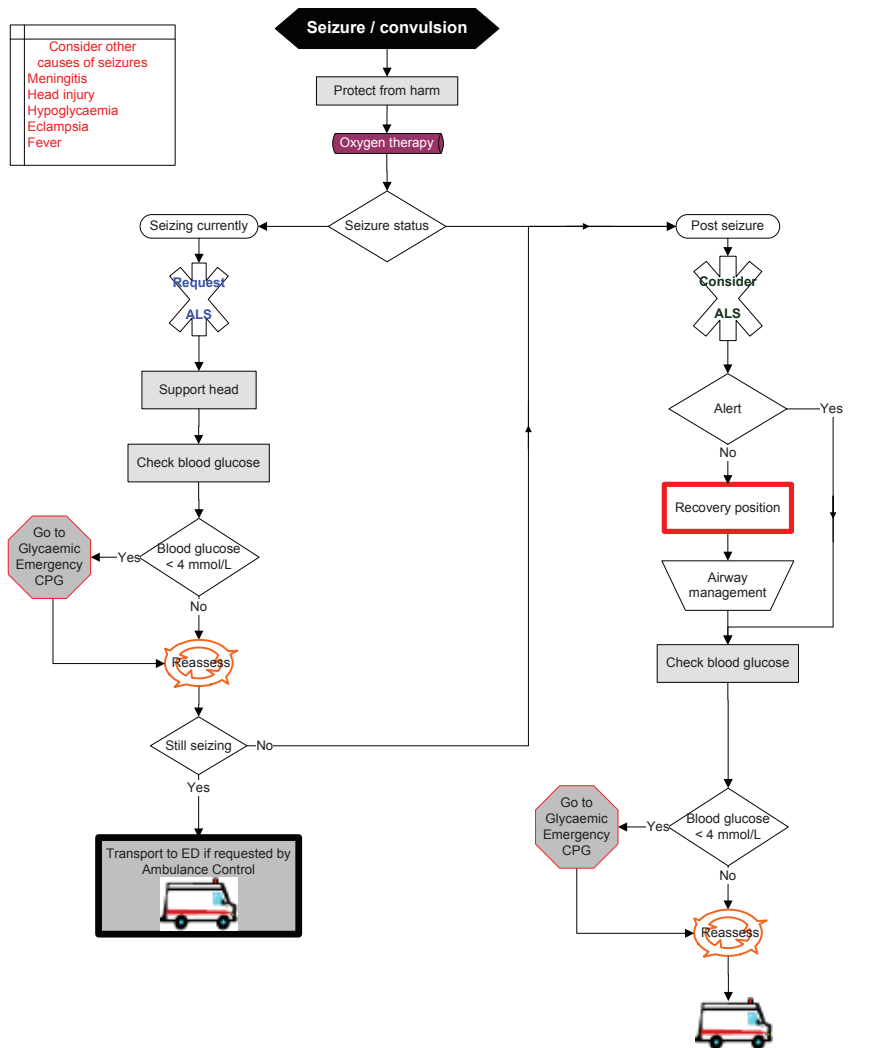 Seizure / convulsion
Consider other
causes of seizures
Meningitis
Head injury
Hypoglycaemia
Eclampsia
Fever
Protect from harm
Oxygen therapy
Seizure status
Seizing currently
Post seizure
Request
ALS
Consider
ALS
Support head
Alert
Yes
No
Check blood glucose
Recovery position
Go to
Glycaemic
Emergency
CPG
Yes
Blood glucose
< 4 mmol/L
No
Airway
management
Reassess
Check blood glucose
Still seizing
No
Yes
Go to
Glycaemic
Emergency
CPG
Yes
Blood glucose
< 4 mmol/L
No
Transport to ED if requested by
Ambulance Control
Reassess